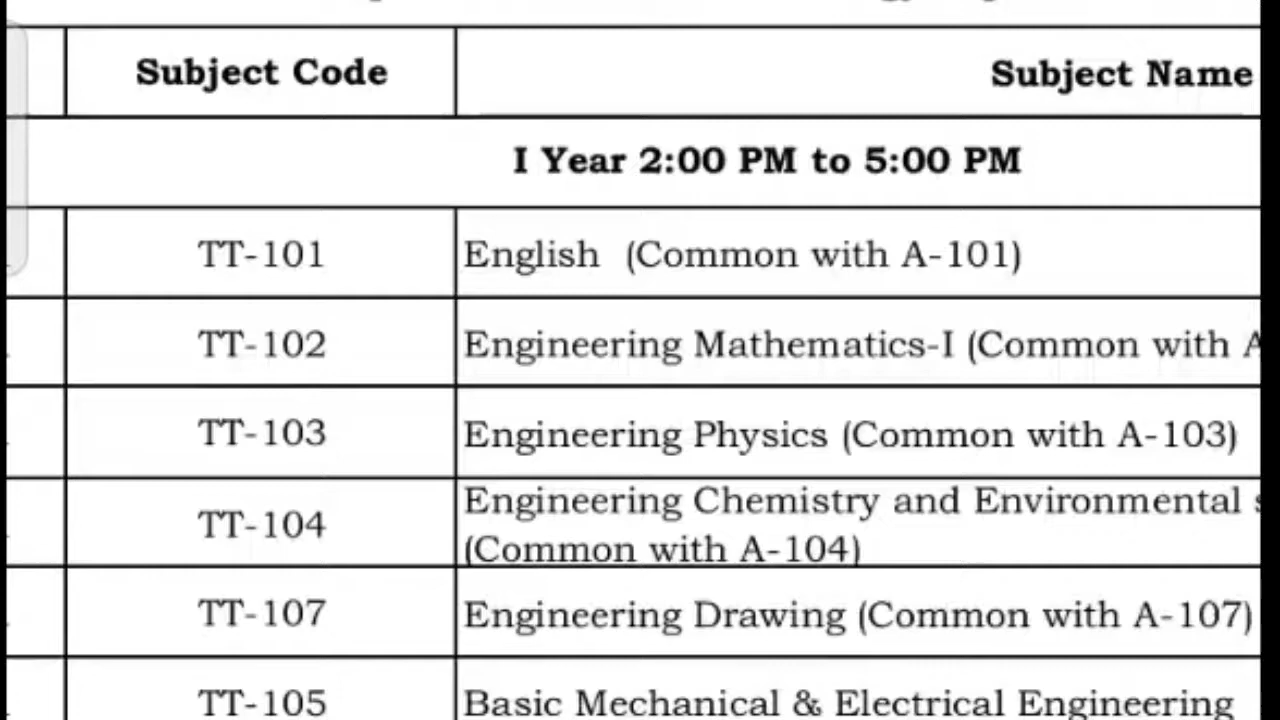 Subject Code
Subject Name
I Year 2:00 PM to 5:00 PM
TT-101
English (Common with A-101)
TT-102
Engineering Mathematics-I (Common with
TT-103
Engineering Physics (Common with A-103)
TT-104
Engineering Chemistry and Environmental
(Common with A-104)
TT-107
Engineering Drawing (Common with A-107)
TT-105
Basic Mechanical & Electrical Engineering